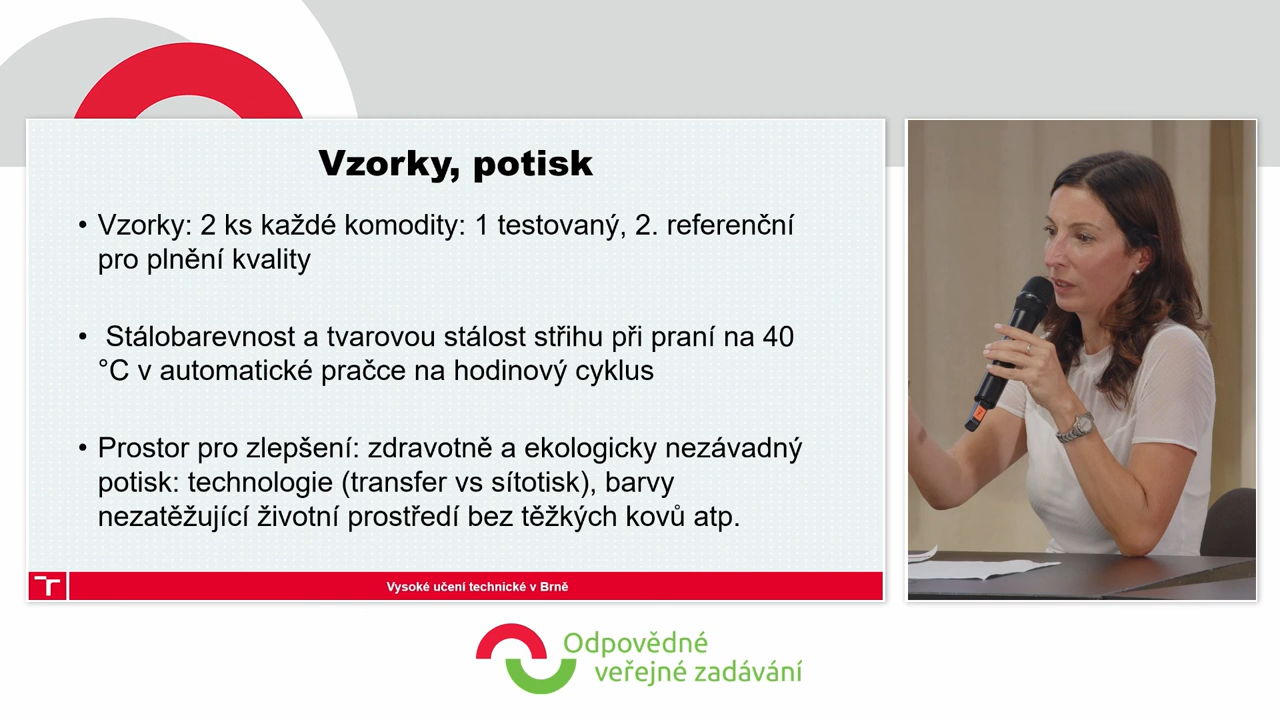 Vzorky, potisk
• Vzorky: 2 ks každé komodity: 1 testovaný, 2. referenční
pro plnění kvality
• Stálobarevnost a tvarovou stálost střihu při praní na 40
°C v automatické pračce na hodinový cyklus
• Prostor pro zlepšení: zdravotně a ekologicky nezávadný
potisk: technologie (transfer vs sítotisk), barvy
nezatěžující životní prostředí bez těžkých kovů atp.
Vysoké učení technické v Brně
Odpovědné
veřejné zadávání